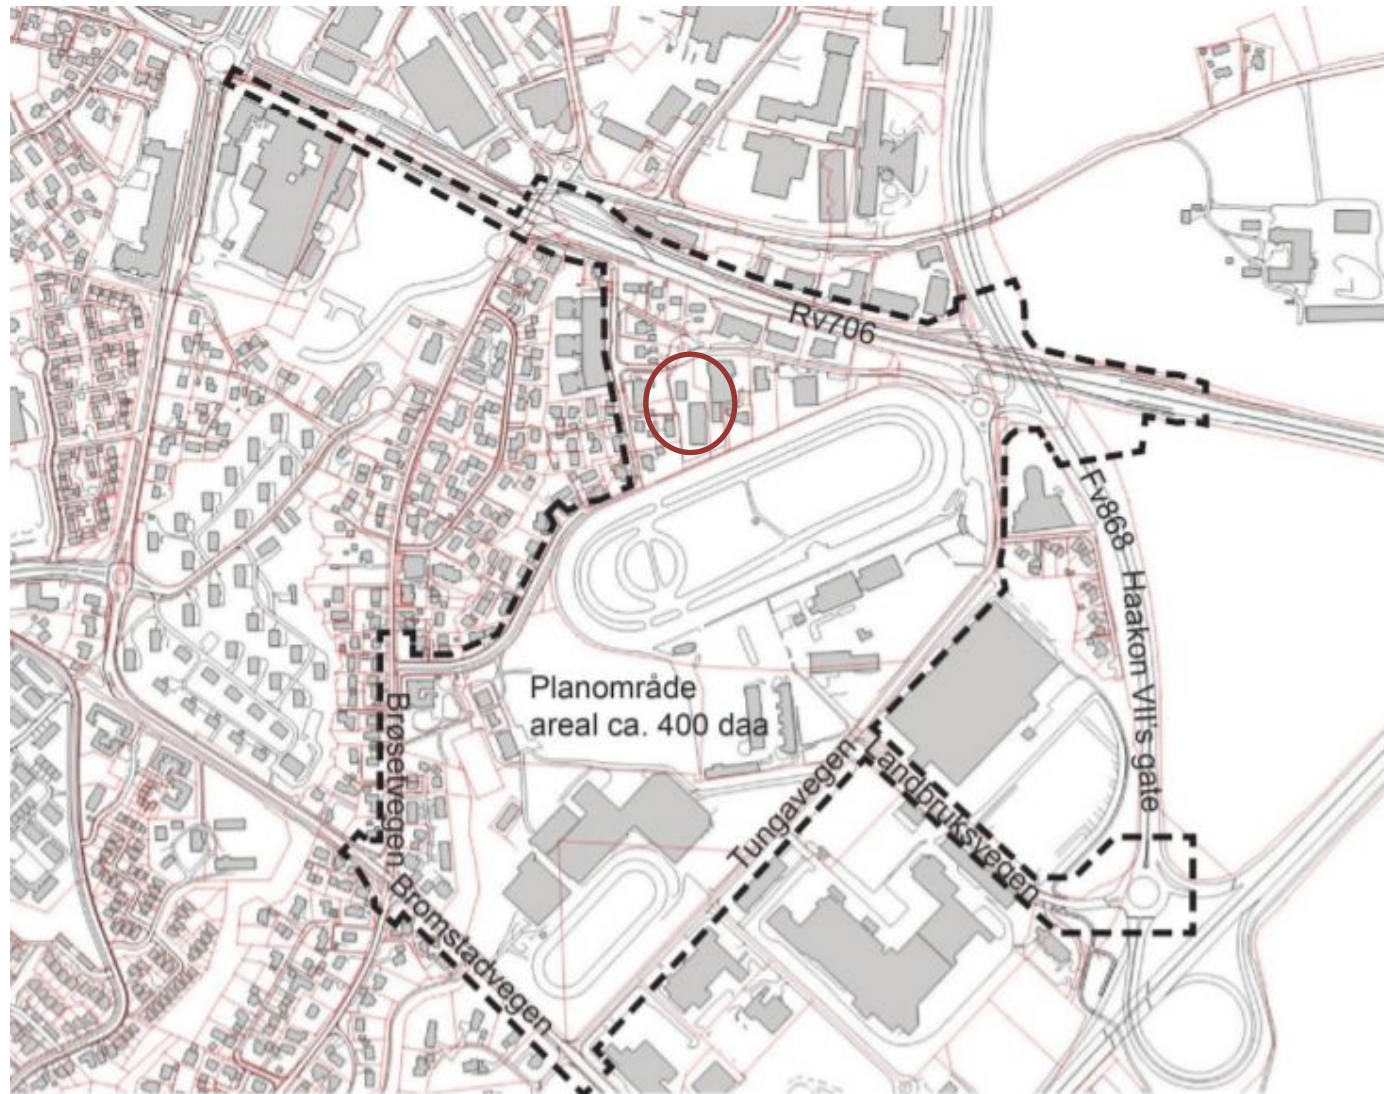 Rv706
Fv868 Haakon VII's gate
Planområde
areal ca. 400 daa
Brøsetvegen
Tungavegen
Landbruksvegen
Bromstadvegen